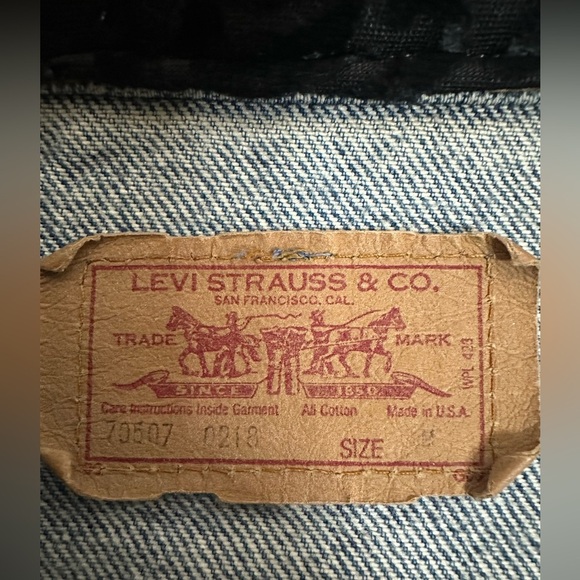 LEVI STRAUSS & CO.
SAN FRANCISCO, CAL.
TRADE MARK
SINCE 1850
WPL 423
Care Instructions Inside Garment All Cotton Made in U.S.A.
70507 0218 SIZE M